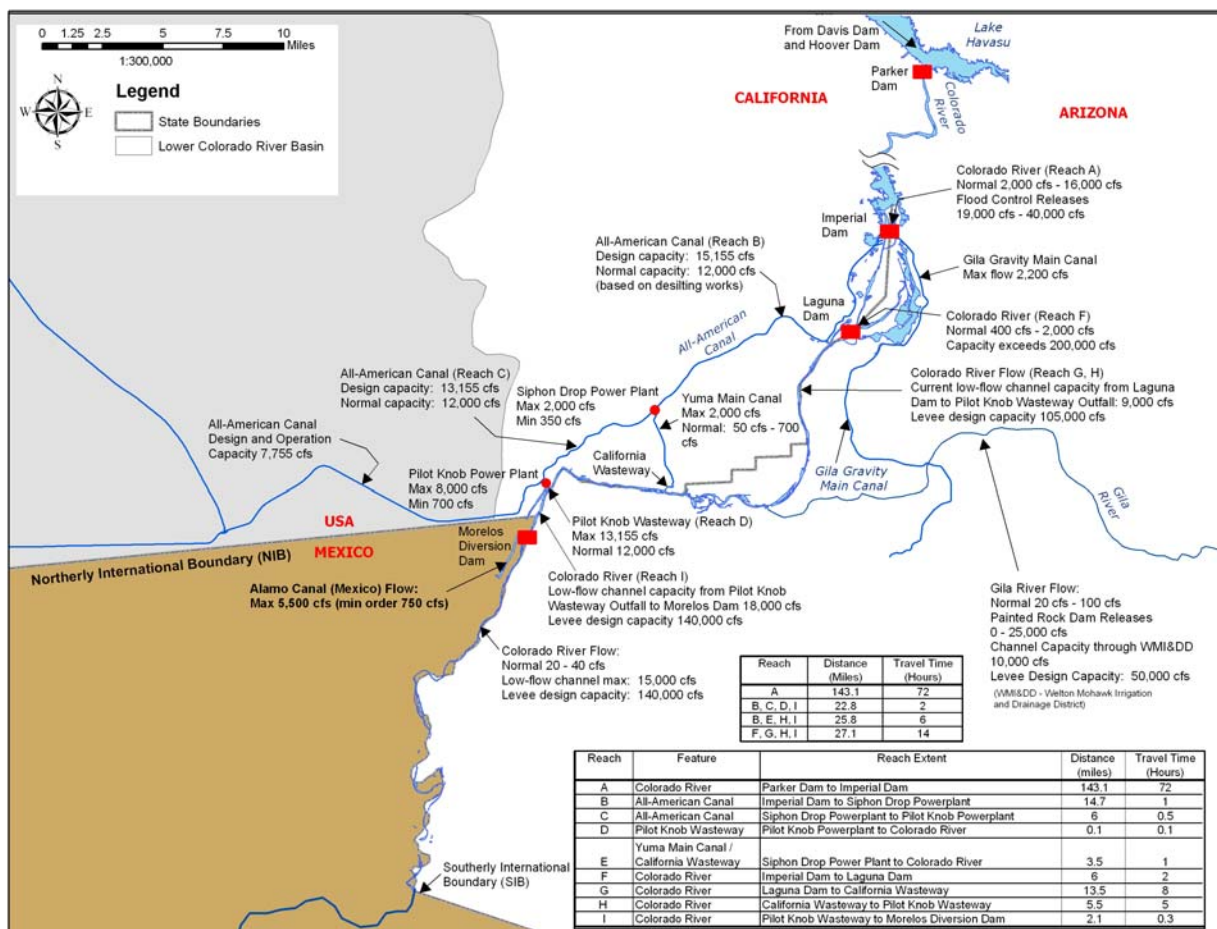 0 1.25 2.5 5 10
Miles
1:300,000
N
W E
S
Legend
State Boundaries
Lower Colorado River Basin
From Davis Dam
and Hoover Dam
Lake
Havasu
Parker
Dam
Colorado
River
CALIFORNIA
ARIZONA
Colorado River (Reach A)
Normal 2,000 cfs - 16,000 cfs
Flood Control Releases
19,000 cfs - 40,000 cfs
Imperial
Dam
All-American Canal (Reach B)
Design capacity: 15,155 cfs
Normal capacity: 12,000 cfs
(based on desilting works)
Gila Gravity Main Canal
Max flow 2,200 cfs
Laguna
Dam
Colorado River (Reach F)
Normal 400 cfs - 2,000 cfs
Capacity exceeds 200,000 cfs
All-American
Canal
All-American Canal (Reach C)
Design capacity: 13,155 cfs
Normal capacity: 12,000 cfs
Siphon Drop Power Plant
Max 2,000 cfs
Min 350 cfs
Yuma Main Canal
Max 2,000 cfs
Normal: 50 cfs - 700
cfs
Colorado River Flow (Reach G, H)
Current low-flow channel capacity from Laguna
Dam to Pilot Knob Wasteway Outfall: 9,000 cfs
Levee design capacity 105,000 cfs
All-American Canal
Design and Operation
Capacity 7,755 cfs
California
Wasteway
Pilot Knob Power Plant
Max 8,000 cfs
Min 700 cfs
Gila Gravity
Main Canal
Gila
River
USA
MEXICO
Northerly International Boundary (NIB)
Morelos
Diversion
Dam
Pilot Knob Wasteway (Reach D)
Max 13,155 cfs
Normal 12,000 cfs
Alamo Canal (Mexico) Flow:
Max 5,500 cfs (min order 750 cfs)
Colorado River (Reach I)
Low-flow channel capacity from Pilot Knob
Wasteway Outfall to Morelos Dam 18,000 cfs
Levee design capacity 140,000 cfs
Gila River Flow:
Normal 20 cfs - 100 cfs
Painted Rock Dam Releases
0 - 25,000 cfs
Channel Capacity through WMI&DD
10,000 cfs
Levee Design Capacity: 50,000 cfs
(WMI&DD - Welton Mohawk Irrigation
and Drainage District)
Colorado River Flow:
Normal 20 - 40 cfs
Low-flow channel max: 15,000 cfs
Levee design capacity: 140,000 cfs
Reach Distance Travel Time
(Miles) (Hours)
A 143.1 72
B, C, D, I 22.8 2
B, E, H, I 25.8 6
F, G, H, I 27.1 14
Southerly International
Boundary (SIB)
Reach Feature Reach Extent Distance Travel Time
(miles) (Hours)
A Colorado River Parker Dam to Imperial Dam 143.1 72
B All-American Canal Imperial Dam to Siphon Drop Powerplant 14.7 1
C All-American Canal Siphon Drop Powerplant to Pilot Knob Powerplant 6 0.5
D Pilot Knob Wasteway Pilot Knob Powerplant to Colorado River 0.1 0.1
Yuma Main Canal /
E California Wasteway Siphon Drop Power Plant to Colorado River 3.5 1
F Colorado River Imperial Dam to Laguna Dam 6 2
G Colorado River Laguna Dam to California Wasteway 13.5 8
H Colorado River California Wasteway to Pilot Knob Wasteway 5.5 5
I Colorado River Pilot Knob Wasteway to Morelos Diversion Dam 2.1 0.3